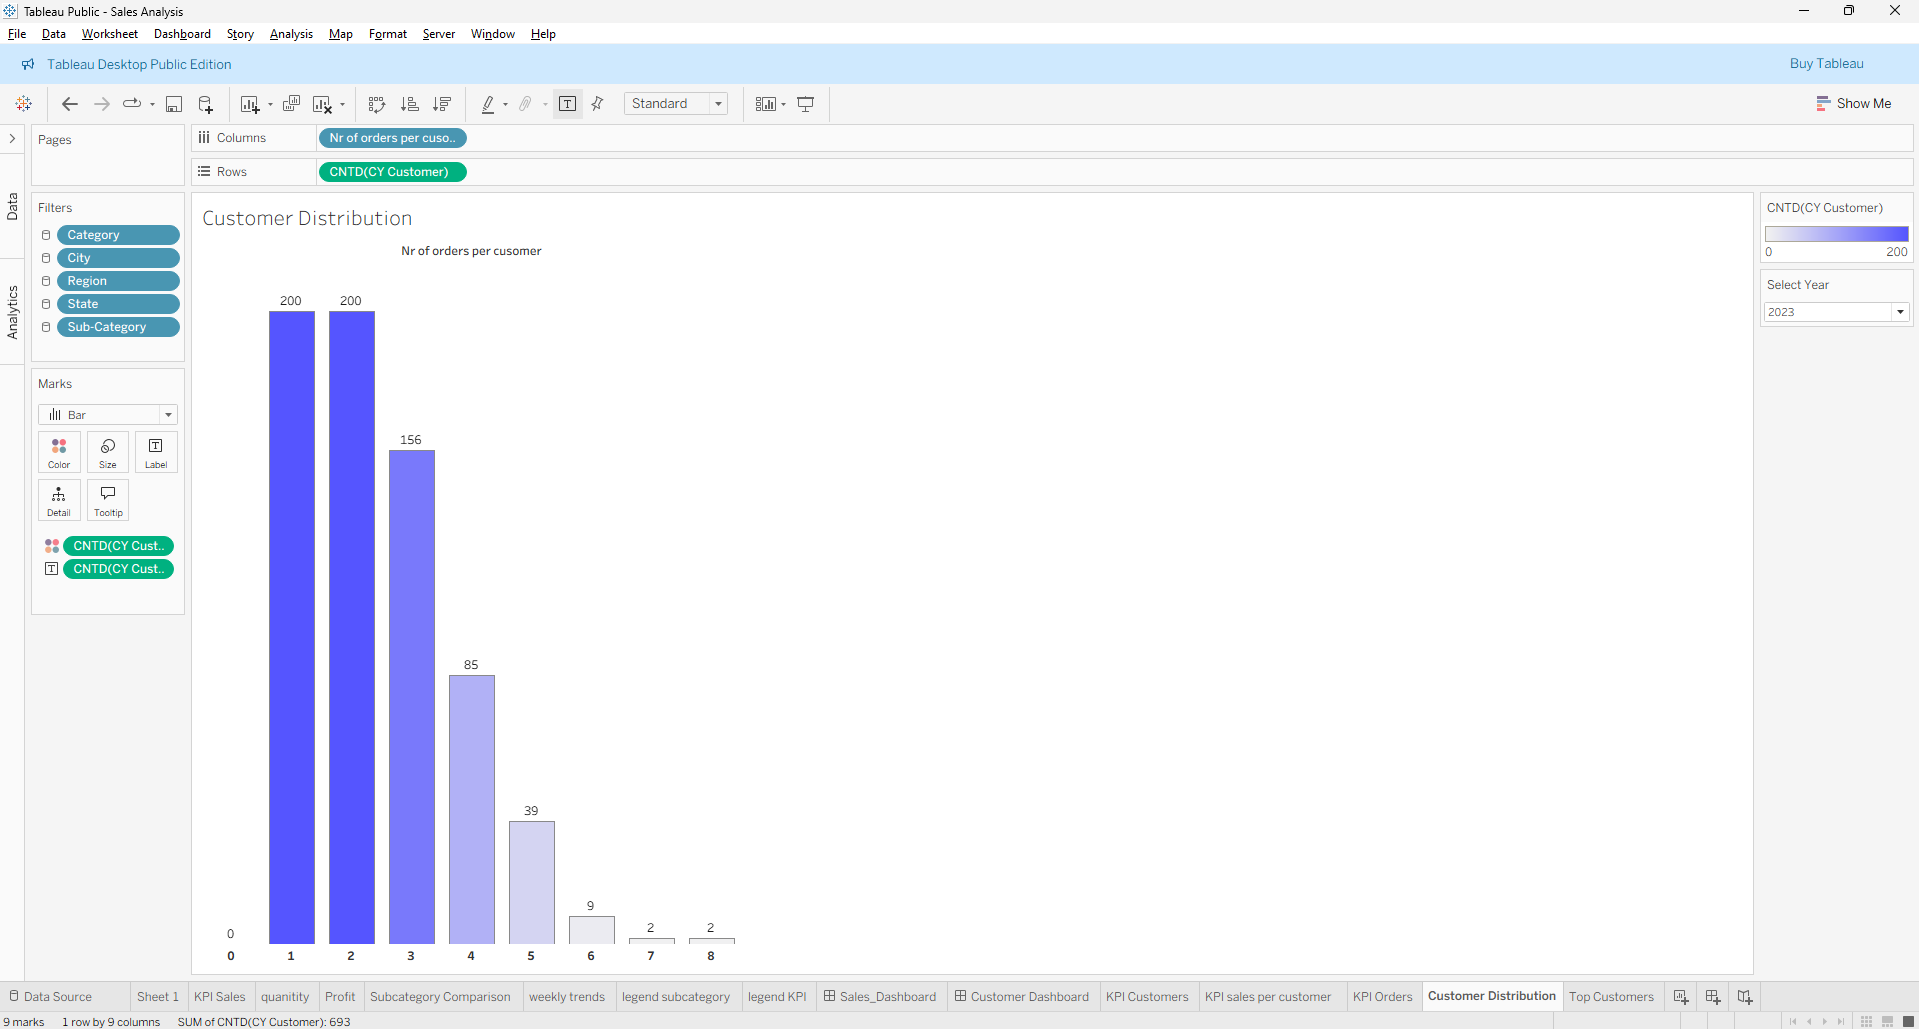 Tableau Public - Sales Analysis
File Data Worksheet Dashboard Story Analysis Map Format Server Window Help
Tableau Desktop Public Edition
Buy Tableau
Standard
Show Me
Pages
Columns
Nr of orders per cuso..
Rows
CNTD(CY Customer)
Data
Analytics
Filters
Category
City
Region
State
Sub-Category
Marks
Bar
Color Size Label
Detail Tooltip
CNTD(CY Cust..
CNTD(CY Cust..
Customer Distribution
Nr of orders per cusomer
0 200 200 156 85 39 9 2 2
0 1 2 3 4 5 6 7 8
CNTD(CY Customer)
0 200
Select Year
2023
Data Source Sheet 1 KPI Sales quanitity Profit Subcategory Comparison weekly trends legend subcategory legend KPI Sales_Dashboard Customer Dashboard KPI Customers KPI sales per customer KPI Orders Customer Distribution Top Customers
9 marks 1 row by 9 columns SUM of CNTD(CY Customer): 693